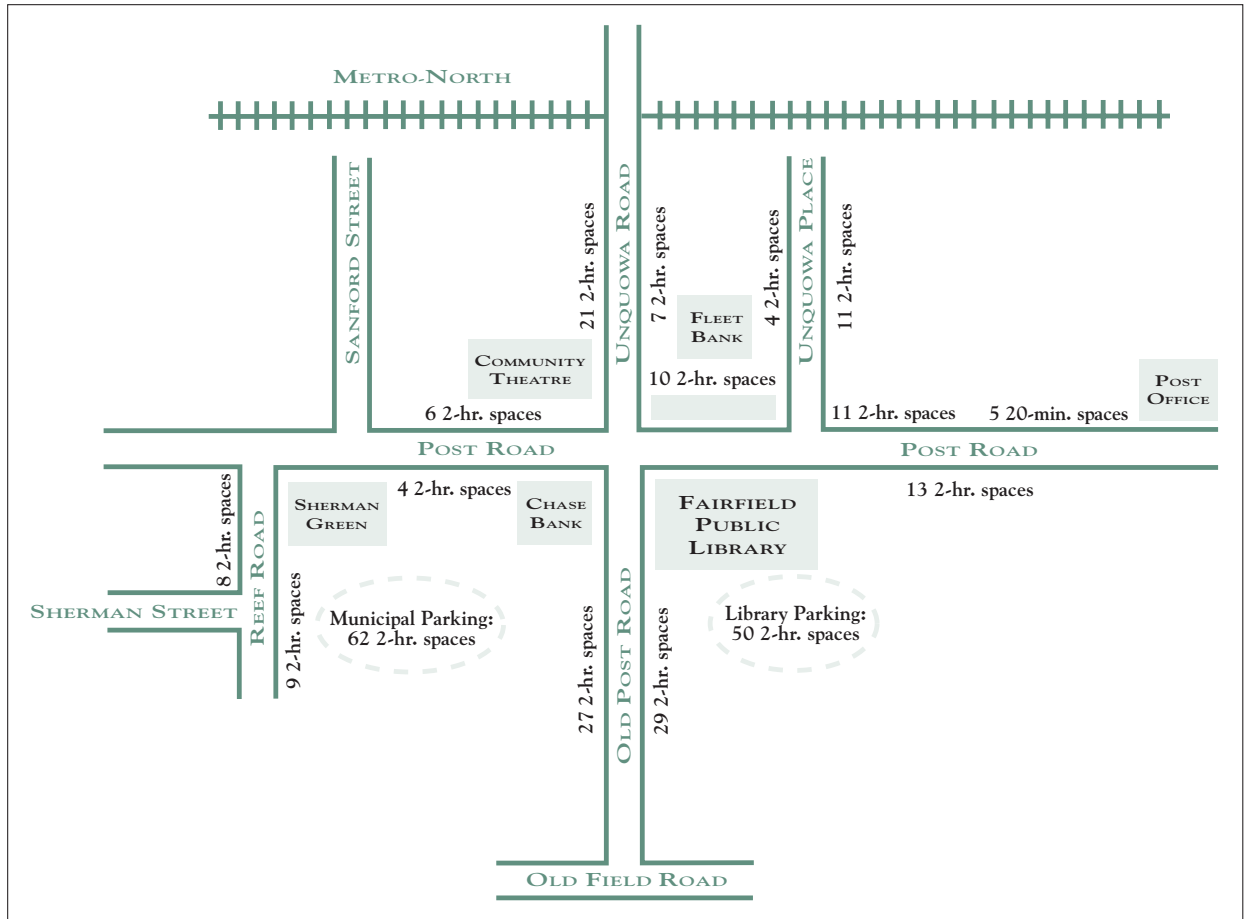 METRO-NORTH
SANFORD STREET
21 2-hr. spaces
UNQUOWA ROAD
7 2-hr. spaces
4 2-hr. spaces
UNQUOWA PLACE
11 2-hr. spaces
FLEET
BANK
COMMUNITY
THEATRE
10 2-hr. spaces
POST
OFFICE
6 2-hr. spaces
11 2-hr. spaces
5 20-min. spaces
POST ROAD
POST ROAD
8 2-hr. spaces
REEF ROAD
SHERMAN
GREEN
4 2-hr. spaces
CHASE
BANK
FAIRFIELD
PUBLIC
LIBRARY
13 2-hr. spaces
SHERMAN STREET
9 2-hr. spaces
Municipal Parking:
62 2-hr. spaces
27 2-hr. spaces
OLD POST ROAD
29 2-hr. spaces
Library Parking:
50 2-hr. spaces
OLD FIELD ROAD